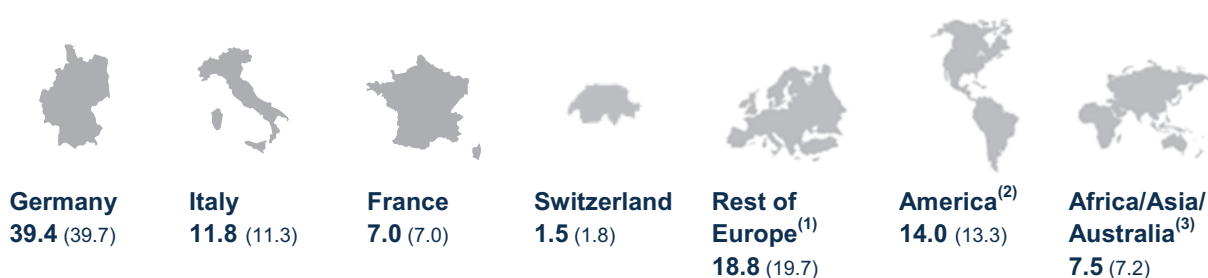 Germany
39.4 (39.7)
Italy
11.8 (11.3)
France
7.0 (7.0)
Switzerland
1.5 (1.8)
Rest of
Europe(1)
18.8 (19.7)
America(2)
14.0 (13.3)
Africa/Asia/
Australia(3)
7.5 (7.2)